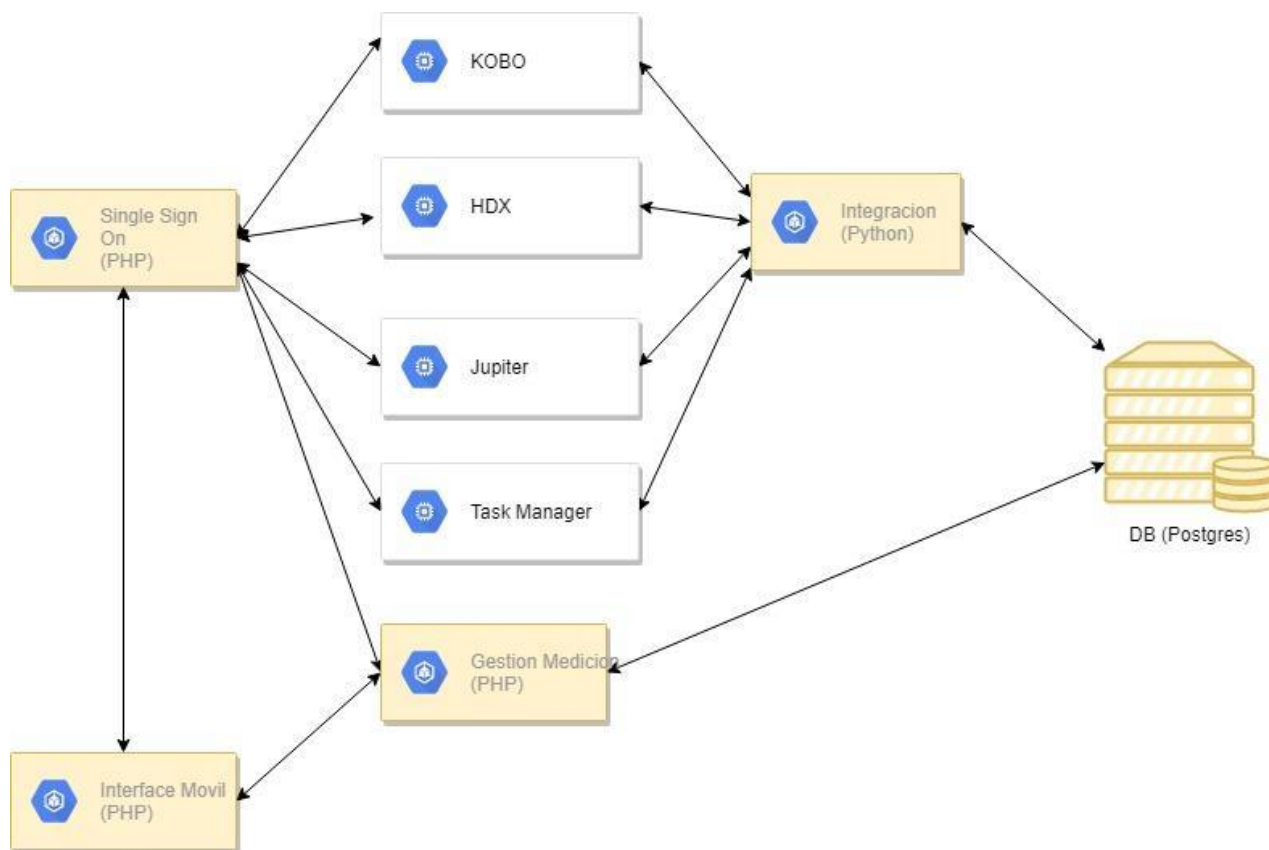 KOBO
HDX
Single Sign
On
(PHP)
Integracion
(Python)
Jupiter
Task Manager
DB (Postgres)
Gestion Medicion
(PHP)
Interface Movil
(PHP)